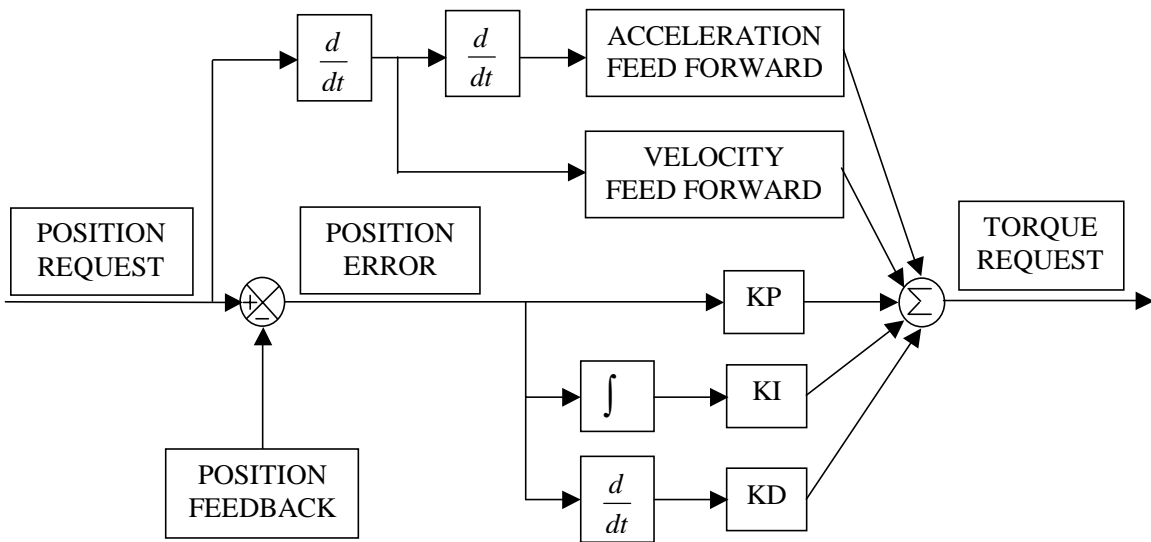 d
dt
d
dt
ACCELERATION
FEED FORWARD
VELOCITY
FEED FORWARD
POSITION
REQUEST
POSITION
ERROR
TORQUE
REQUEST
+
−
KP
Σ
∫
KI
POSITION
FEEDBACK
d
dt
KD